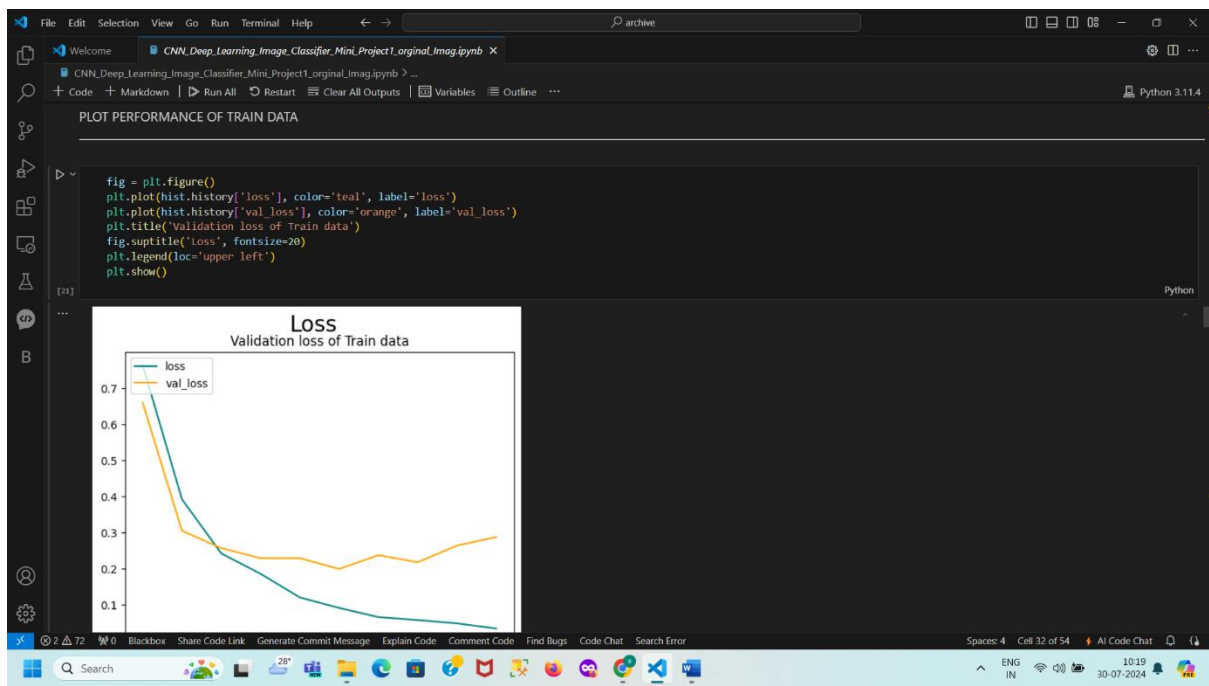 File Edit Selection View Go Run Terminal Help archive
Welcome CNN_Deep_Learning_Image_Classifier_Mini_Project1_orginal_Imag.ipynb
CNN_Deep_Learning_Image_Classifier_Mini_Project1_orginal_Imag.ipynb > ...
+ Code + Markdown | Run All Restart Clear All Outputs | Variables Outline ... Python 3.11.4
PLOT PERFORMANCE OF TRAIN DATA
fig = plt.figure()
plt.plot(hist.history['loss'], color='teal', label='loss')
plt.plot(hist.history['val_loss'], color='orange', label='val_loss')
plt.title('Validation loss of Train data')
fig.suptitle('Loss', fontsize=20)
plt.legend(loc='upper left')
plt.show()
[21] Python
...
Loss
Validation loss of Train data
loss
val_loss
0.7
0.6
0.5
0.4
0.3
0.2
0.1
B
2 72 0 Blackbox Share Code Link Generate Commit Message Explain Code Comment Code Find Bugs Code Chat Search Error Spaces: 4 Cell 32 of 54 AI Code Chat
Search 28° NEW ENG 10:19
IN 30-07-2024 PRE